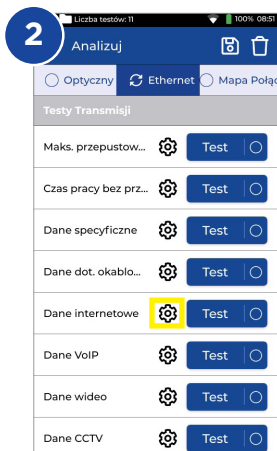 2
Liczba testów: 11
100% 08:51
Analizuj
Optyczny
Ethernet
Mapa Połąc
Testy Transmisji
Maks. przepustow...
Test
Czas pracy bez prz...
Test
Dane specyficzne
Test
Dane dot. okablo...
Test
Dane internetowe
Test
Dane VoIP
Test
Dane wideo
Test
Dane CCTV
Test